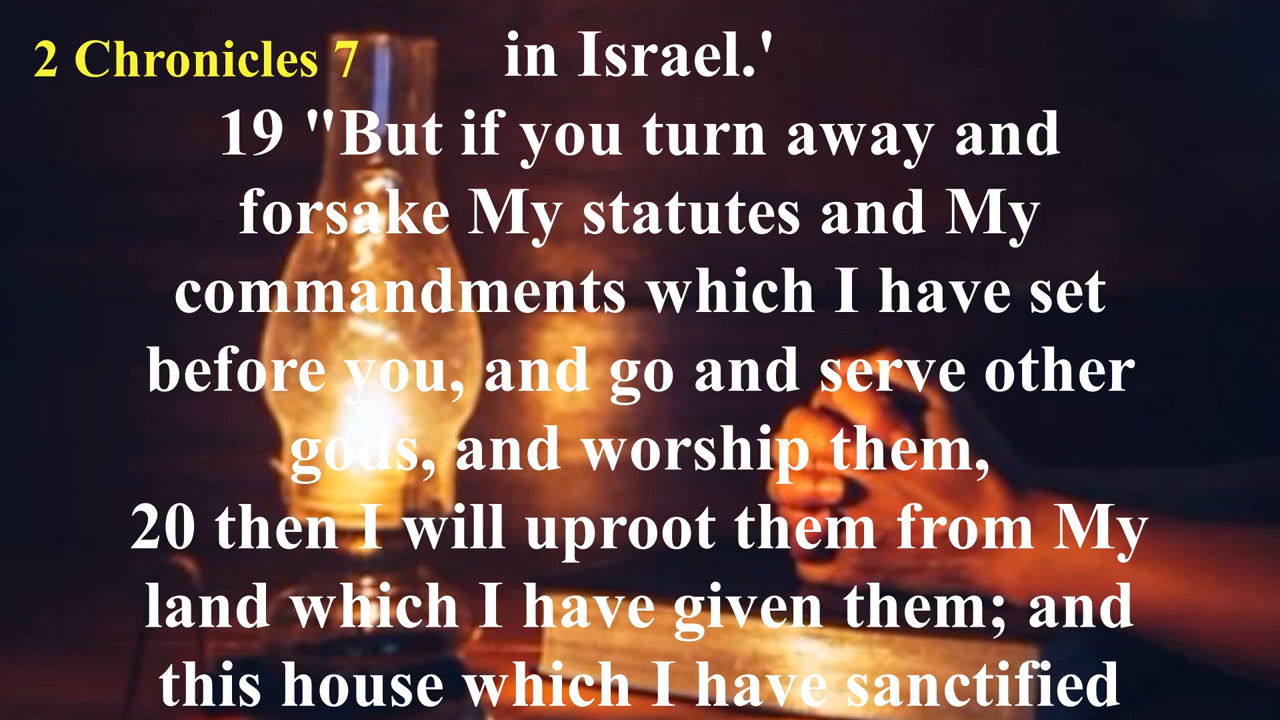 2 Chronicles 7
in Israel.'
19 "But if you turn away and
forsake My statutes and My
commandments which I have set
before you, and go and serve other
gods, and worship them,
20 then I will uproot them from My
land which I have given them; and
this house which I have sanctified